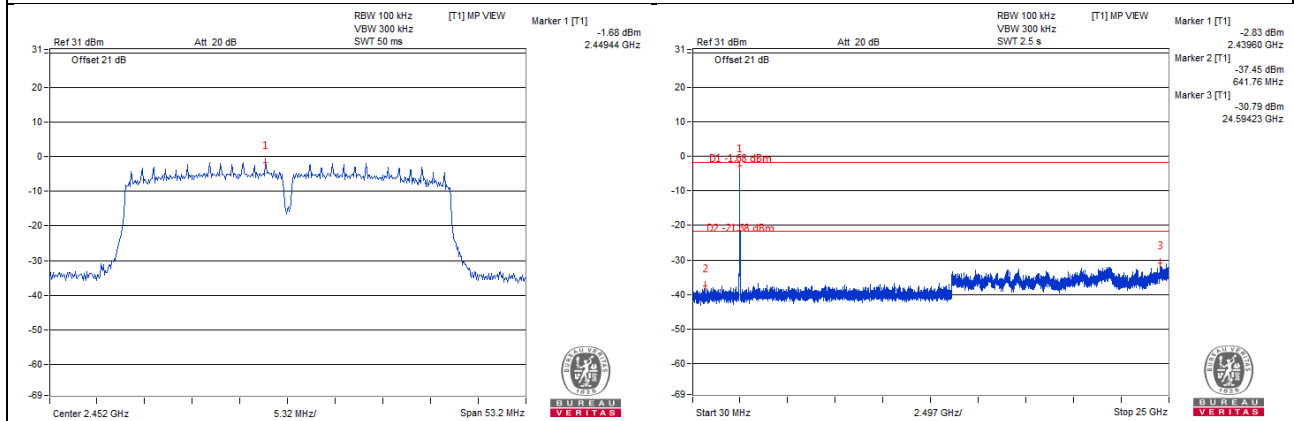 RBW 100 kHz [T1] MP VIEW
VBW 300 kHz
Ref 31 dBm Att 20 dB SWT 50 ms
Marker 1 [T1]
-1.68 dBm
2.44944 GHz
31
Offset 21 dB
20
10
0
-10
-20
-30
-40
-50
-60
-69
1
Center 2.452 GHz 5.32 MHz/ Span 53.2 MHz
BUREAU VERITAS
1828
BUREAU
VERITAS
RBW 100 kHz [T1] MP VIEW
VBW 300 kHz
Ref 31 dBm Att 20 dB SWT 2.5 s
Marker 1 [T1]
-2.83 dBm
2.43960 GHz
Marker 2 [T1]
-37.45 dBm
641.76 MHz
Marker 3 [T1]
-30.79 dBm
24.59423 GHz
31
Offset 21 dB
20
10
0
-10
-20
-30
-40
-50
-60
-69
1
D1 -1.68 dBm
D2 -21.68 dBm
2
3
Start 30 MHz 2.497 GHz/ Stop 25 GHz
BUREAU VERITAS
1828
BUREAU
VERITAS